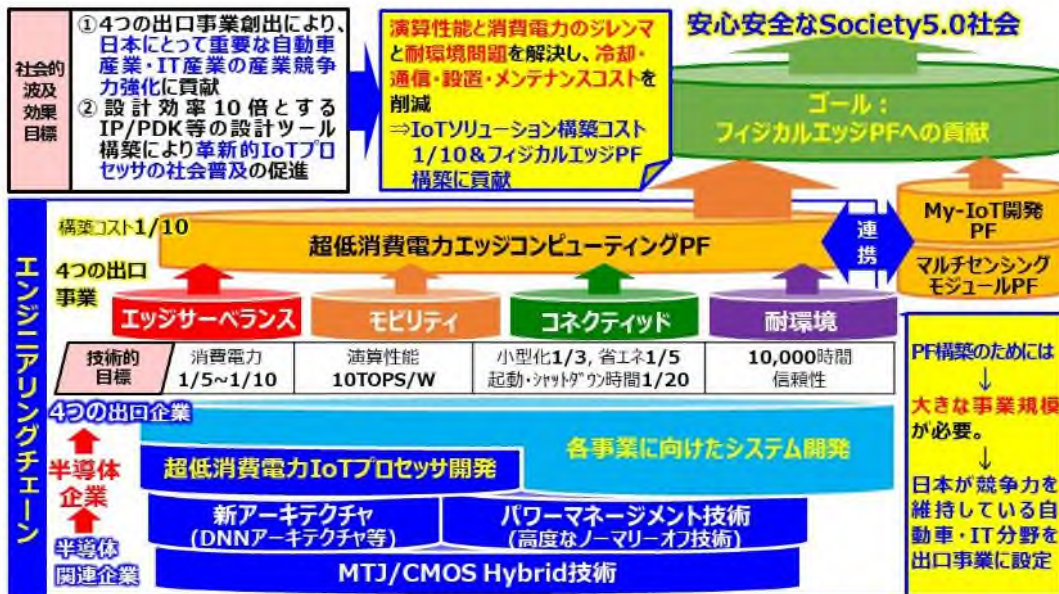 社会的
波及
効果
目標
①4つの出口事業創出により、
日本にとって重要な自動車
産業・IT産業の産業競争
力強化に貢献
②設計効率10倍とする
IP/PDK等の設計ツール
構築により革新的IoTプロ
セッサの社会普及の促進
演算性能と消費電力のジレンマ
と耐環境問題を解決し、冷却・
通信・設置・メンテナンスコストを
削減
⇒IoTソリューション構築コスト
1/10&フィジカルエッジPF
構築に貢献
安心安全なSociety5.0社会
ゴール：
フィジカルエッジPFへの貢献
エンジニアリングチェーン
構築コスト1/10
超低消費電力エッジコンピューティングPF
連携
My-IoT開発
PF
マルチセンシング
モジュールPF
4つの出口
事業
エッジサーベランス
モビリティ
コネクティッド
耐環境
技術的
目標
消費電力
1/5~1/10
演算性能
10TOPS/W
小型化1/3, 省エネ1/5
起動・シャットダウン時間1/20
10,000時間
信頼性
4つの出口企業
半導体
企業
半導体
関連企業
各事業に向けたシステム開発
超低消費電力IoTプロセッサ開発
新アーキテクチャ
(DNNアーキテクチャ等)
パワーマネージメント技術
(高度なノーマリーオフ技術)
MTJ/CMOS Hybrid技術
PF構築のためには
↓
大きな事業規模
が必要。
↓
日本が競争力を
維持している自
動車・IT分野を
出口事業に設定